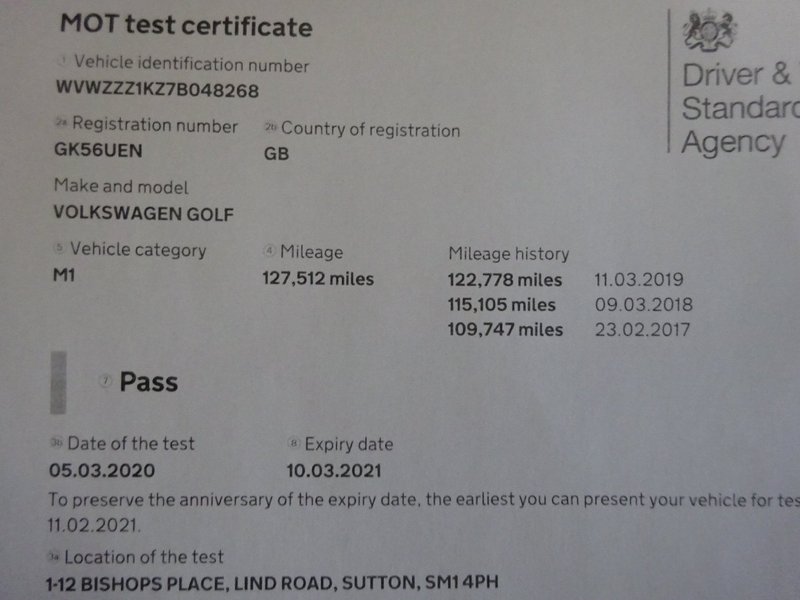 MOT test certificate
Driver &
Standard
Agency
1 Vehicle identification number
WVWZZZ1KZ7B048268
2a Registration number 2b Country of registration
GK56UEN GB
Make and model
VOLKSWAGEN GOLF
5 Vehicle category 4 Mileage Mileage history
M1 127,512 miles 122,778 miles 11.03.2019
115,105 miles 09.03.2018
109,747 miles 23.02.2017
7 Pass
3b Date of the test 8 Expiry date
05.03.2020 10.03.2021
To preserve the anniversary of the expiry date, the earliest you can present your vehicle for tes
11.02.2021.
3a Location of the test
1-12 BISHOPS PLACE, LIND ROAD, SUTTON, SM1 4PH